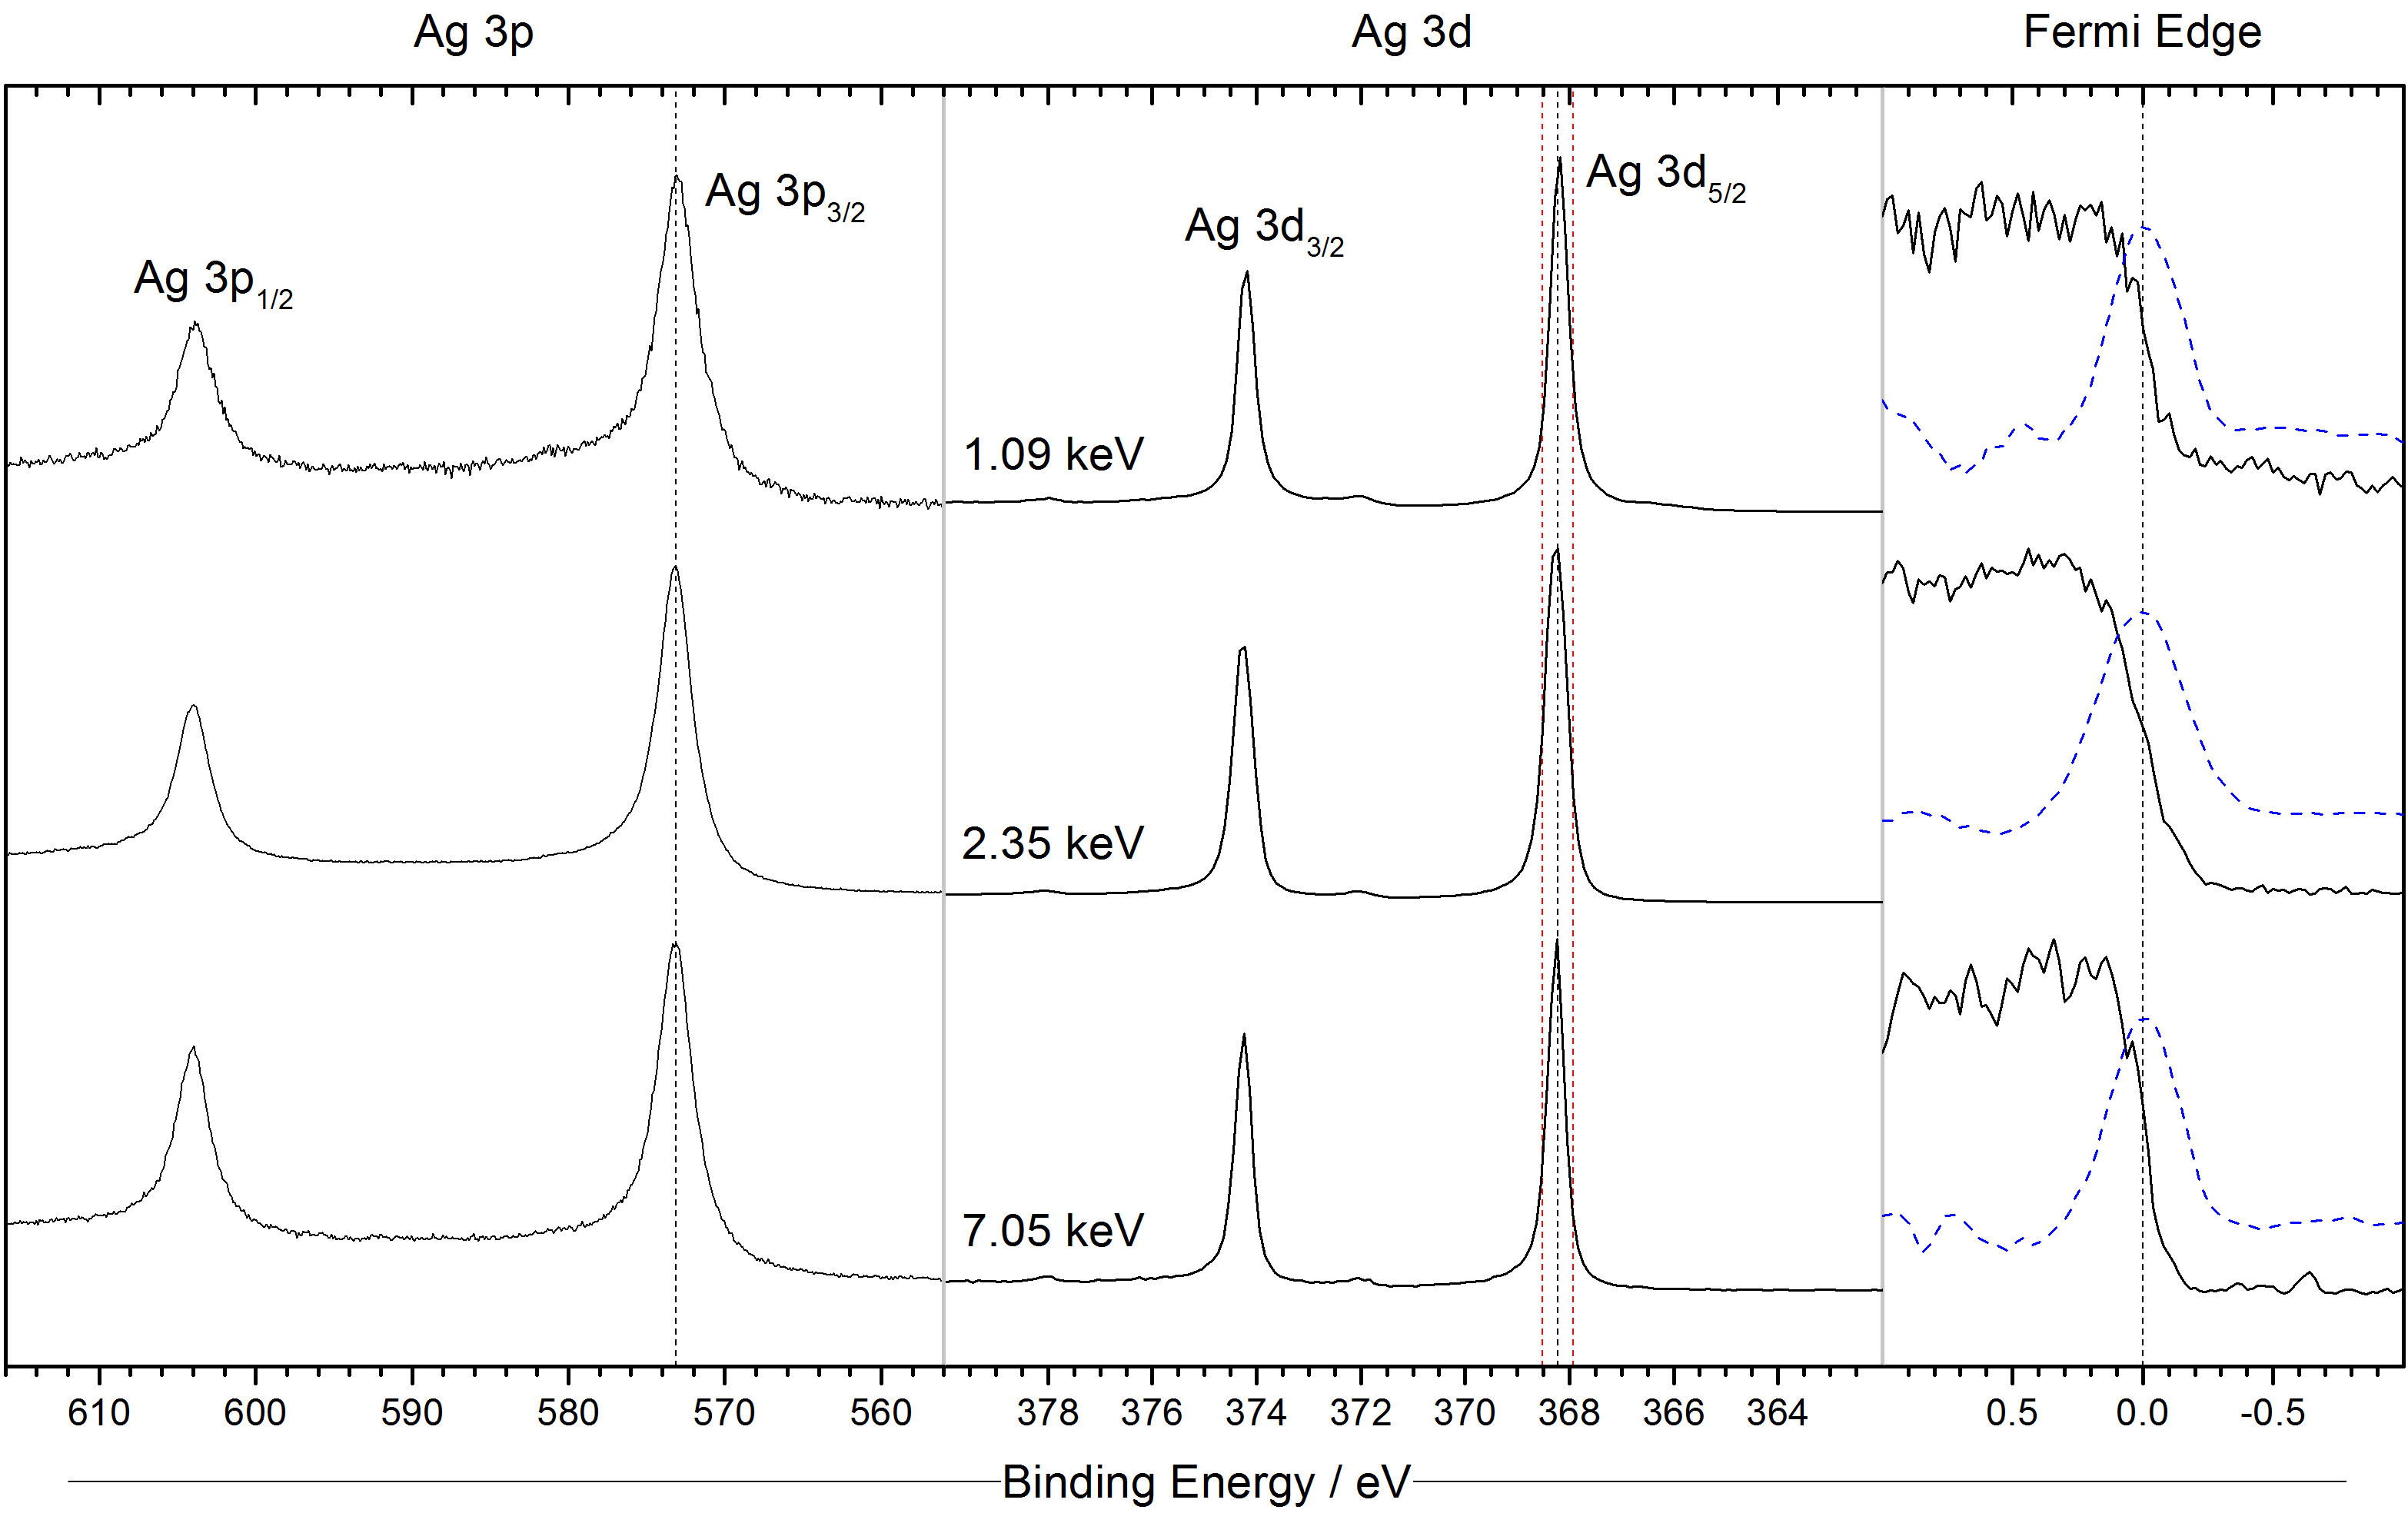 Ag 3p Ag 3d Fermi Edge
Ag 3d5/2
Ag 3p3/2
Ag 3d3/2
Ag 3p1/2
1.09 keV
2.35 keV
7.05 keV
610 600 590 580 570 560 378 376 374 372 370 368 366 364 0.5 0.0 -0.5
Binding Energy / eV